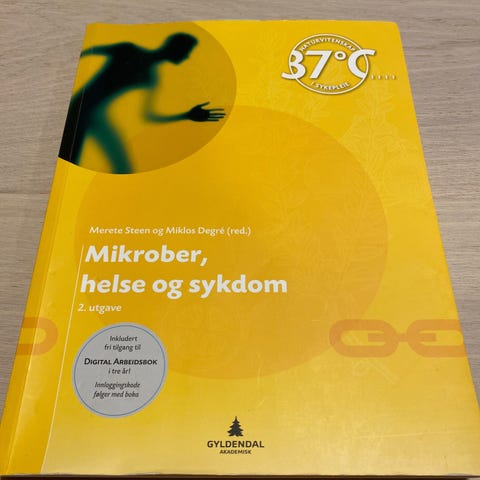 NATURVITENSKAP
37°C
I SYKEPLEIE
Merete Steen og Miklos Degré (red.)
Mikrober,
helse og sykdom
2. utgave
Inkludert
fri tilgang til
DIGITAL ARBEIDSBOK
i tre år!
Innloggingskode
følger med boka
GYLDENDAL
AKADEMISK